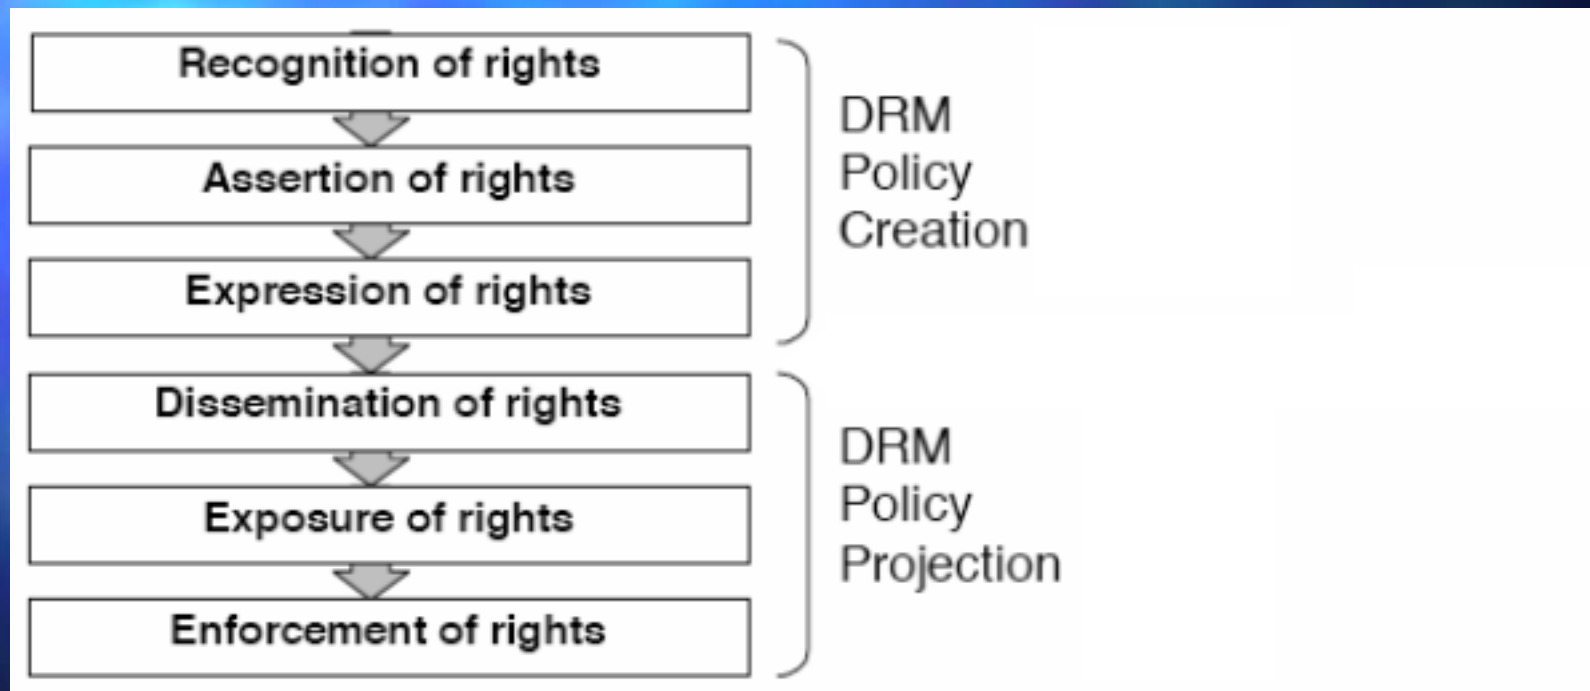 Recognition of rights
Assertion of rights
Expression of rights
DRM
Policy
Creation
Dissemination of rights
Exposure of rights
Enforcement of rights
DRM
Policy
Projection